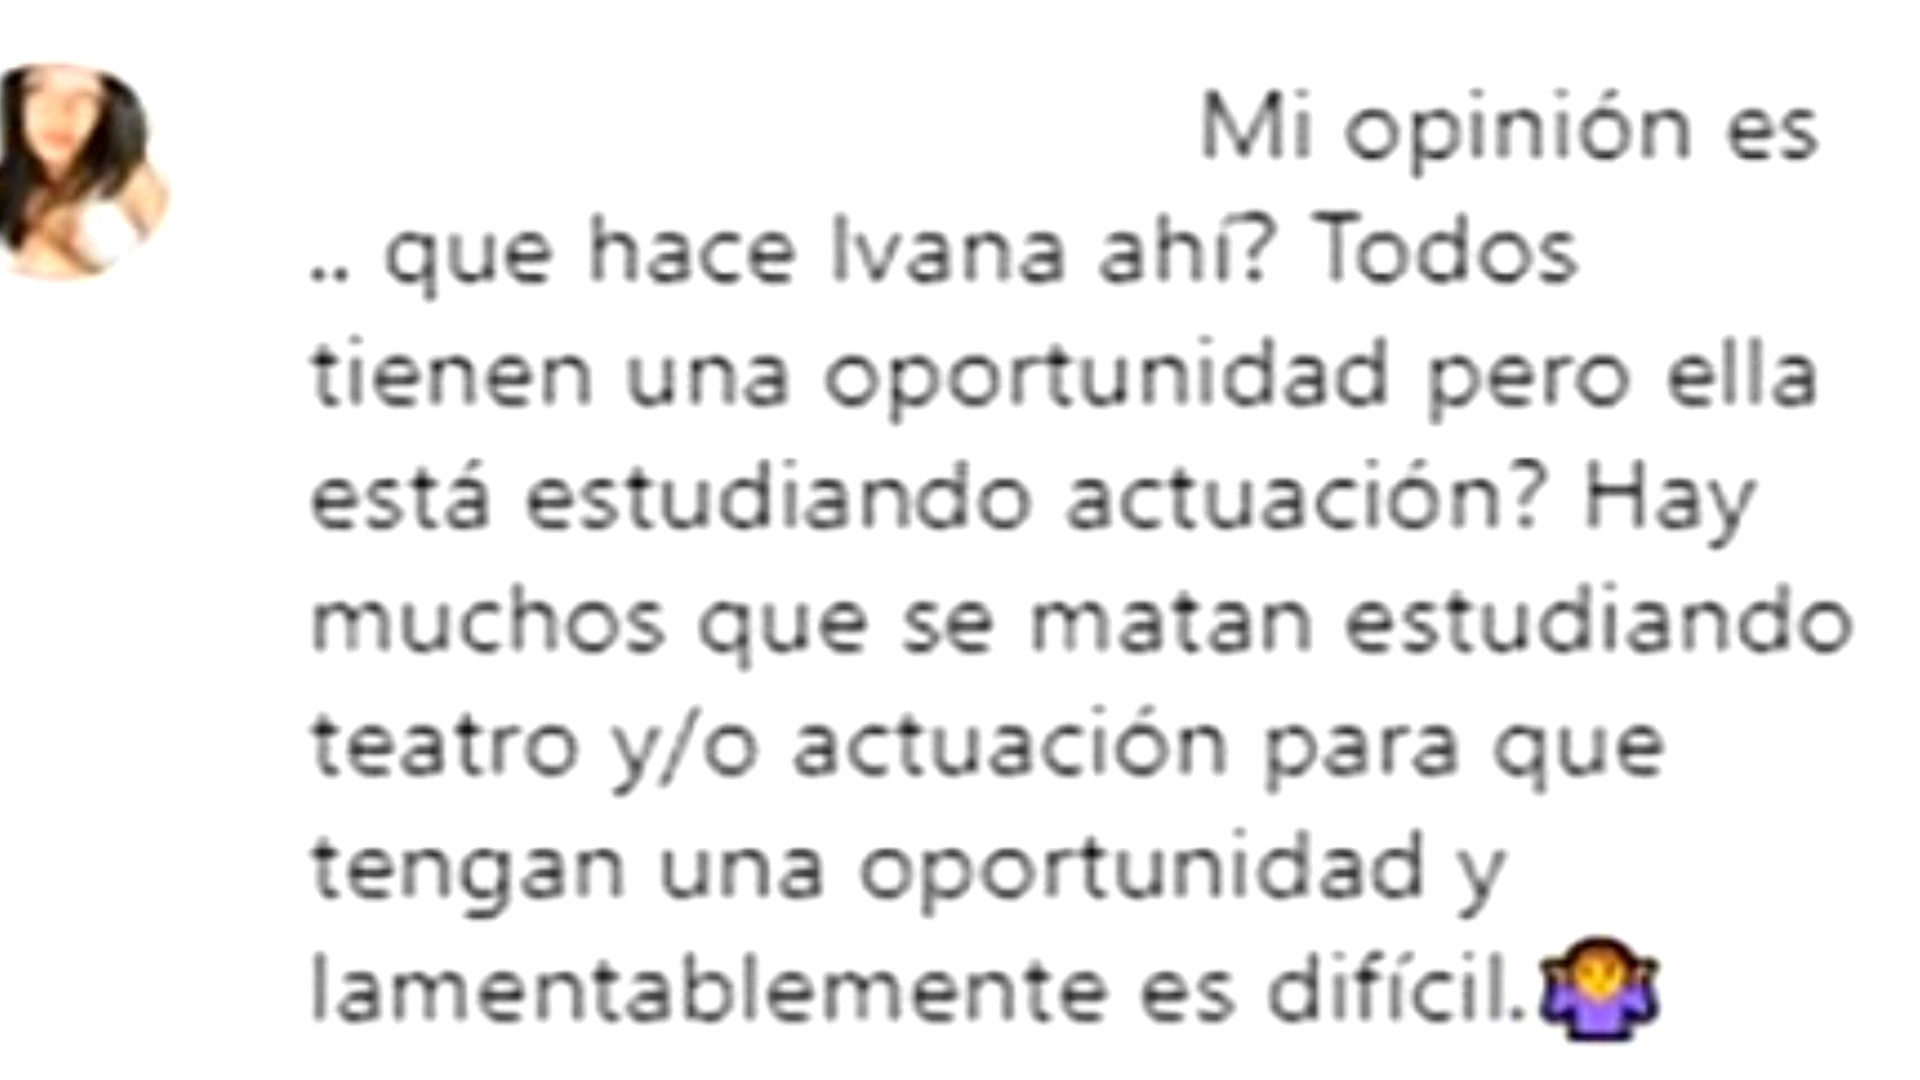 Mi opinión es
.. que hace Ivana ahí? Todos
tienen una oportunidad pero ella
está estudiando actuación? Hay
muchos que se matan estudiando
teatro y/o actuación para que
tengan una oportunidad y
lamentablemente es difícil.🤷‍♀️